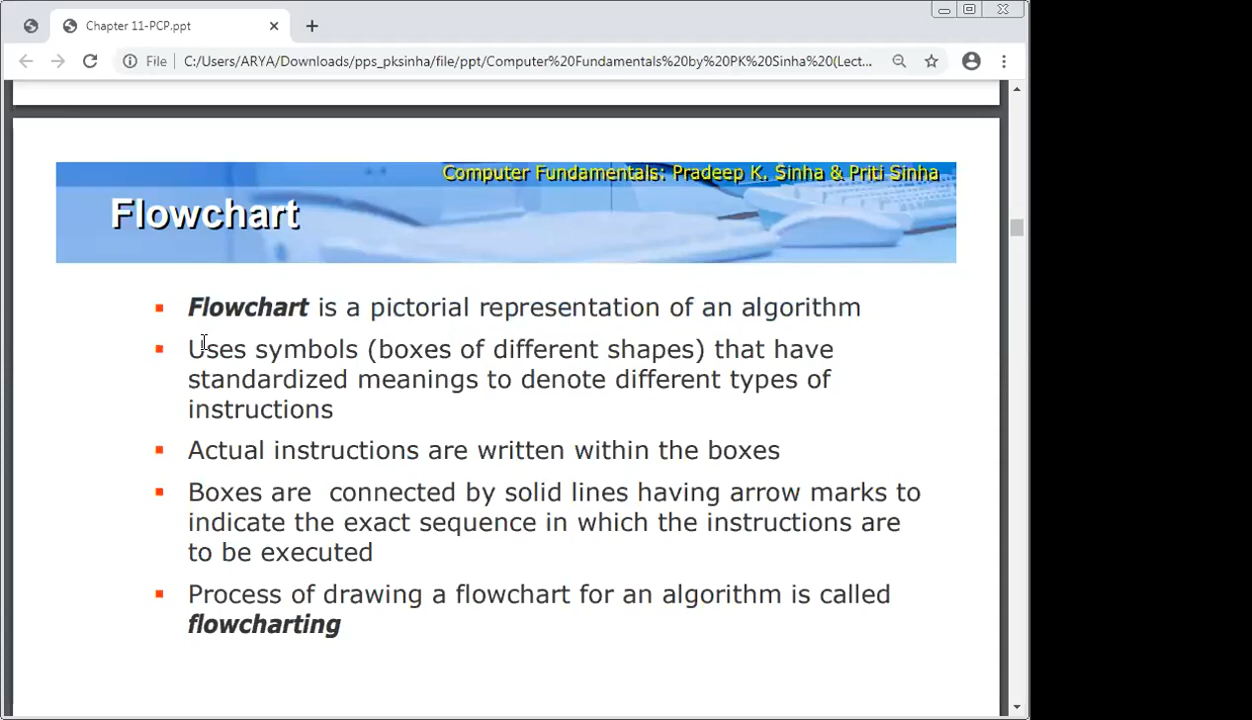 Chapter 11-PCP.ppt
File
C:/Users/ARYA/Downloads/pps_pksinha/file/ppt/Computer%20Fundamentals%20by%20PK%20Sinha%20(Lect...
Computer Fundamentals: Pradeep K. Sinha & Priti Sinha
Flowchart
Flowchart is a pictorial representation of an algorithm
Uses symbols (boxes of different shapes) that have
standardized meanings to denote different types of
instructions
Actual instructions are written within the boxes
Boxes are  connected by solid lines having arrow marks to
indicate the exact sequence in which the instructions are
to be executed
Process of drawing a flowchart for an algorithm is called
flowcharting